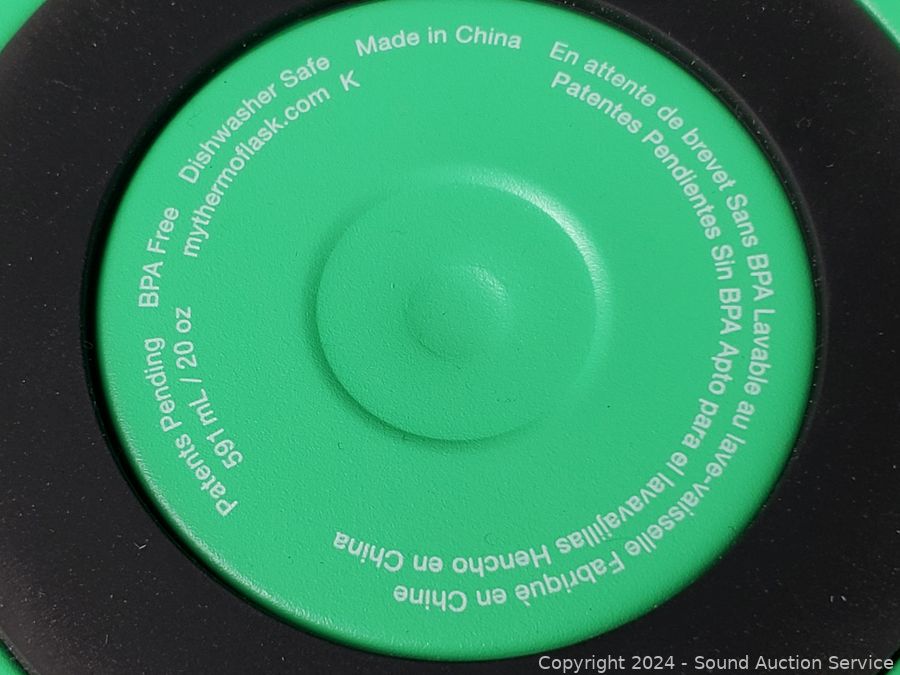 Patents Pending BPA Free Dishwasher Safe Made in China
591 mL / 20 oz mythermoflask.com K
En attente de brevet Sans BPA Lavable au lave-vaisselle Fabriquè en Chine
Patentes Pendientes Sin BPA Apto para el lavavajillas Hencho en China
Copyright 2024 - Sound Auction Service